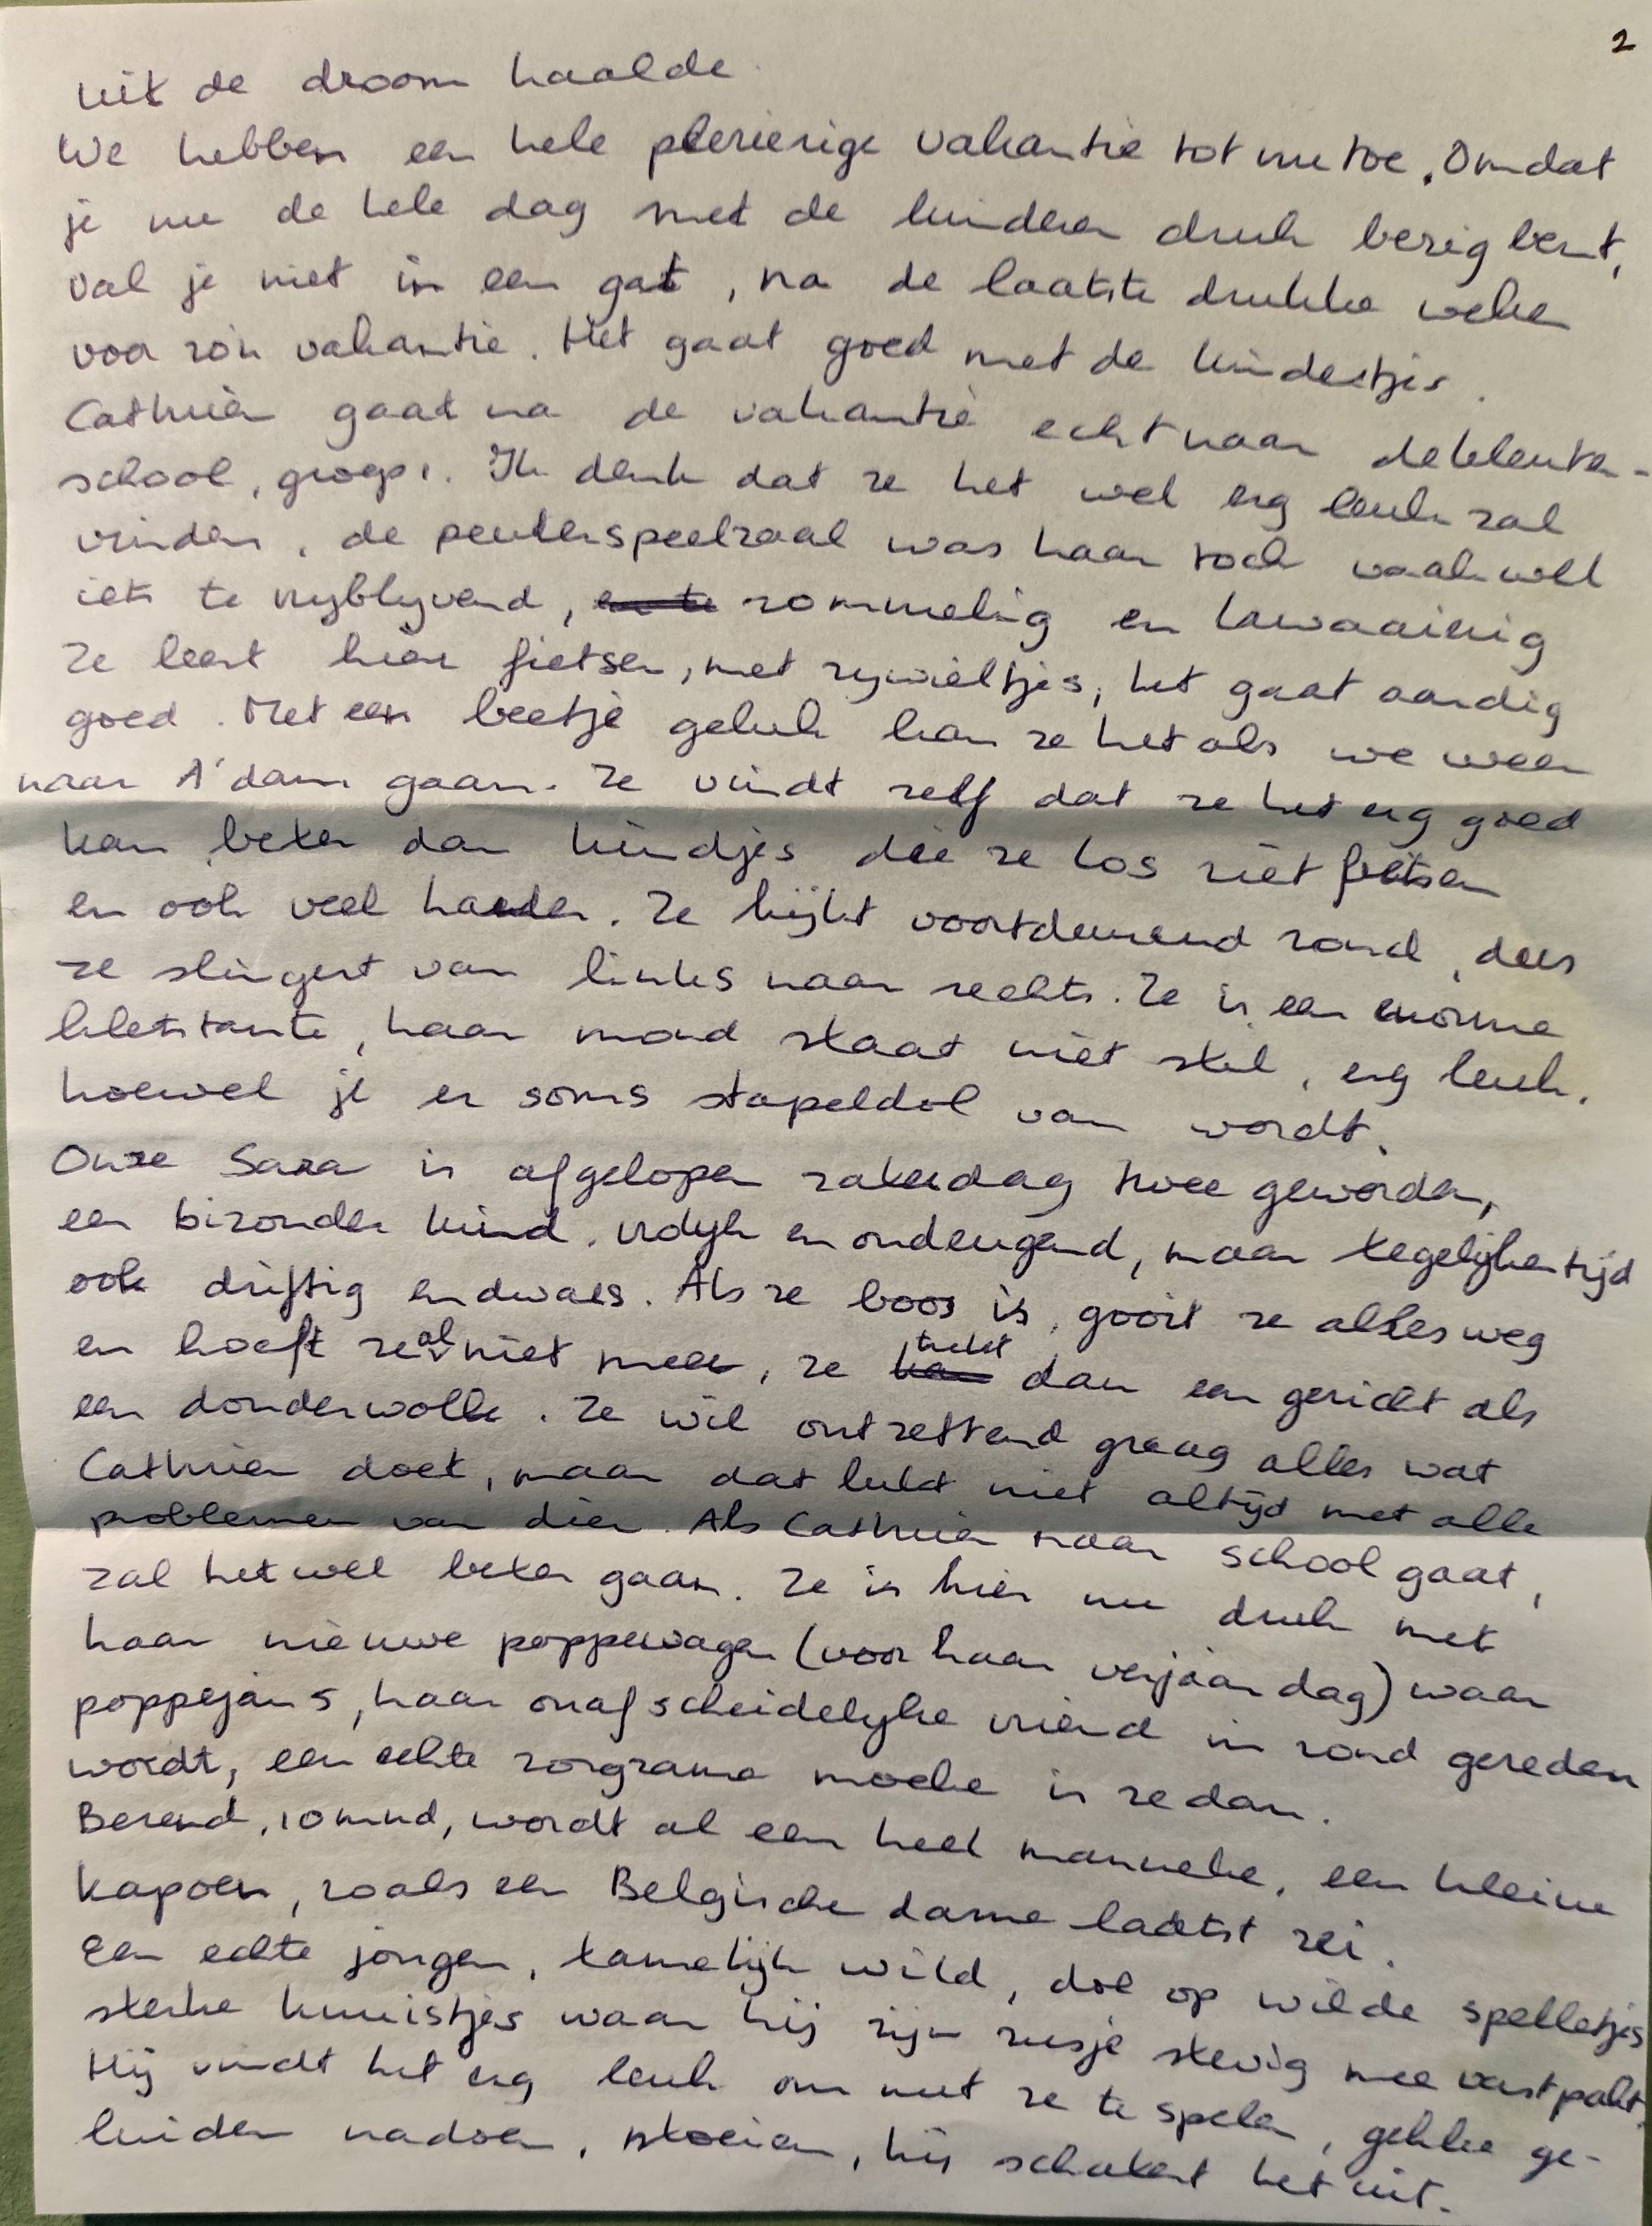 2
uit de droom haalde.
We hebben een hele plezierige vakantie tot nu toe. Omdat
je nu de hele dag met de kinderen druk bezig bent,
val je niet in een gat, na de laatste drukke weken
voor zo'n vakantie. Het gaat goed met de kindertjes.
Cathrien gaat na de vakantie echt naar de kleuter-
school, groep 1. Ik denk dat ze het wel erg leuk zal
vinden, de peuterspeelzaal was haar toch vaak wel
iets te vrijblijvend, en te rommelig en lawaaierig
Ze leert hier fietsen, met zijwieltjes, het gaat aardig
goed. Met een beetje geluk kan ze het als we weer
naar A'dam gaan. Ze vindt zelf dat ze het erg goed
kan, beter dan kindjes die ze los ziet fietsen
en ook veel harder. Ze kijkt voortdurend rond, dus
ze slingert van links naar rechts. Ze is een enorme
kletstante, haar mond staat niet stil, erg leuk,
hoewel je er soms stapeldol van wordt.
Onze Sara is afgelopen zaterdag twee geworden,
een bizonder kind, vrolijk en ondeugend, maar tegelijkertijd
ook driftig en dwars. Als ze boos is, gooit ze alles weg
en hoeft ze al niet meer, ze trekt dan een gezicht als
een donderwolk. Ze wil ontzettend graag alles wat
Cathrien doet, maar dat lukt niet altijd met alle
problemen van dien. Als Cathrien naar school gaat,
zal het wel beter gaan. Ze is hier nu druk met
haar nieuwe poppewagen (voor haar verjaardag) waar
poppejans, haar onafscheidelijke vriend in rond gereden
wordt, een echte zorgzame moeke is ze dan.
Berend, 10 mnd, wordt al een heel manneke, een kleine
kapoen, zoals een Belgische dame laatst zei.
Een echte jongen, tamelijk wild, dol op wilde spelletjes
sterke knuistjes waar hij zijn zusje stevig mee vastpakt.
Hij vindt het erg leuk om met ze te spelen, gekke ge-
luiden nadoen, stoeien, hij schatert het uit.